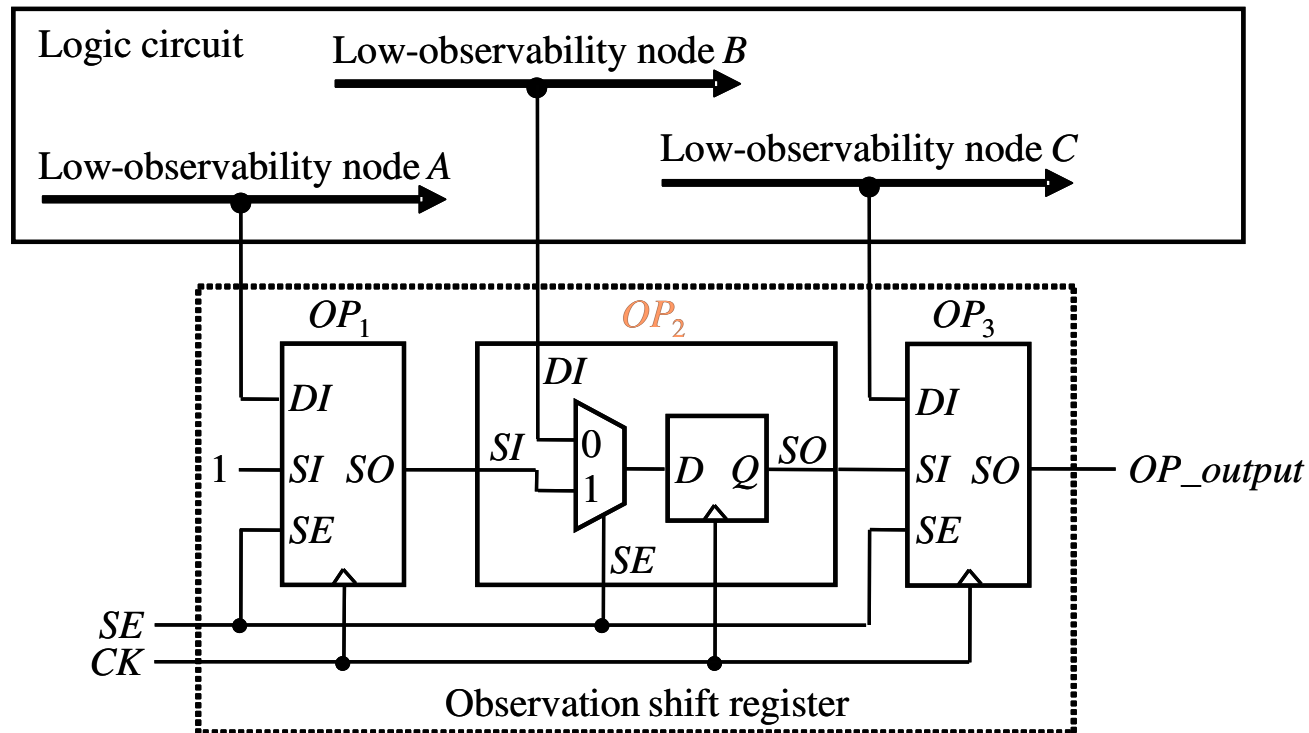 Logic circuit
Low-observability node B
Low-observability node A
Low-observability node C
OP1
OP2
OP3
DI
SI
SO
SE
1
DI
SI
0
1
SE
D
Q
SO
DI
SI
SO
SE
OP_output
SE
CK
Observation shift register